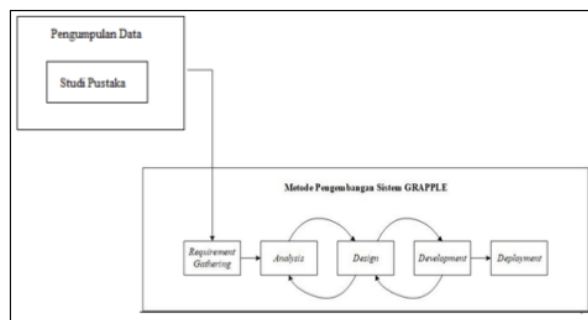 Pengumpulan Data
Studi Pustaka
Metode Pengembangan Sistem GRAPPLE
Requirement
Gathering
Analysis
Design
Development
Deployment